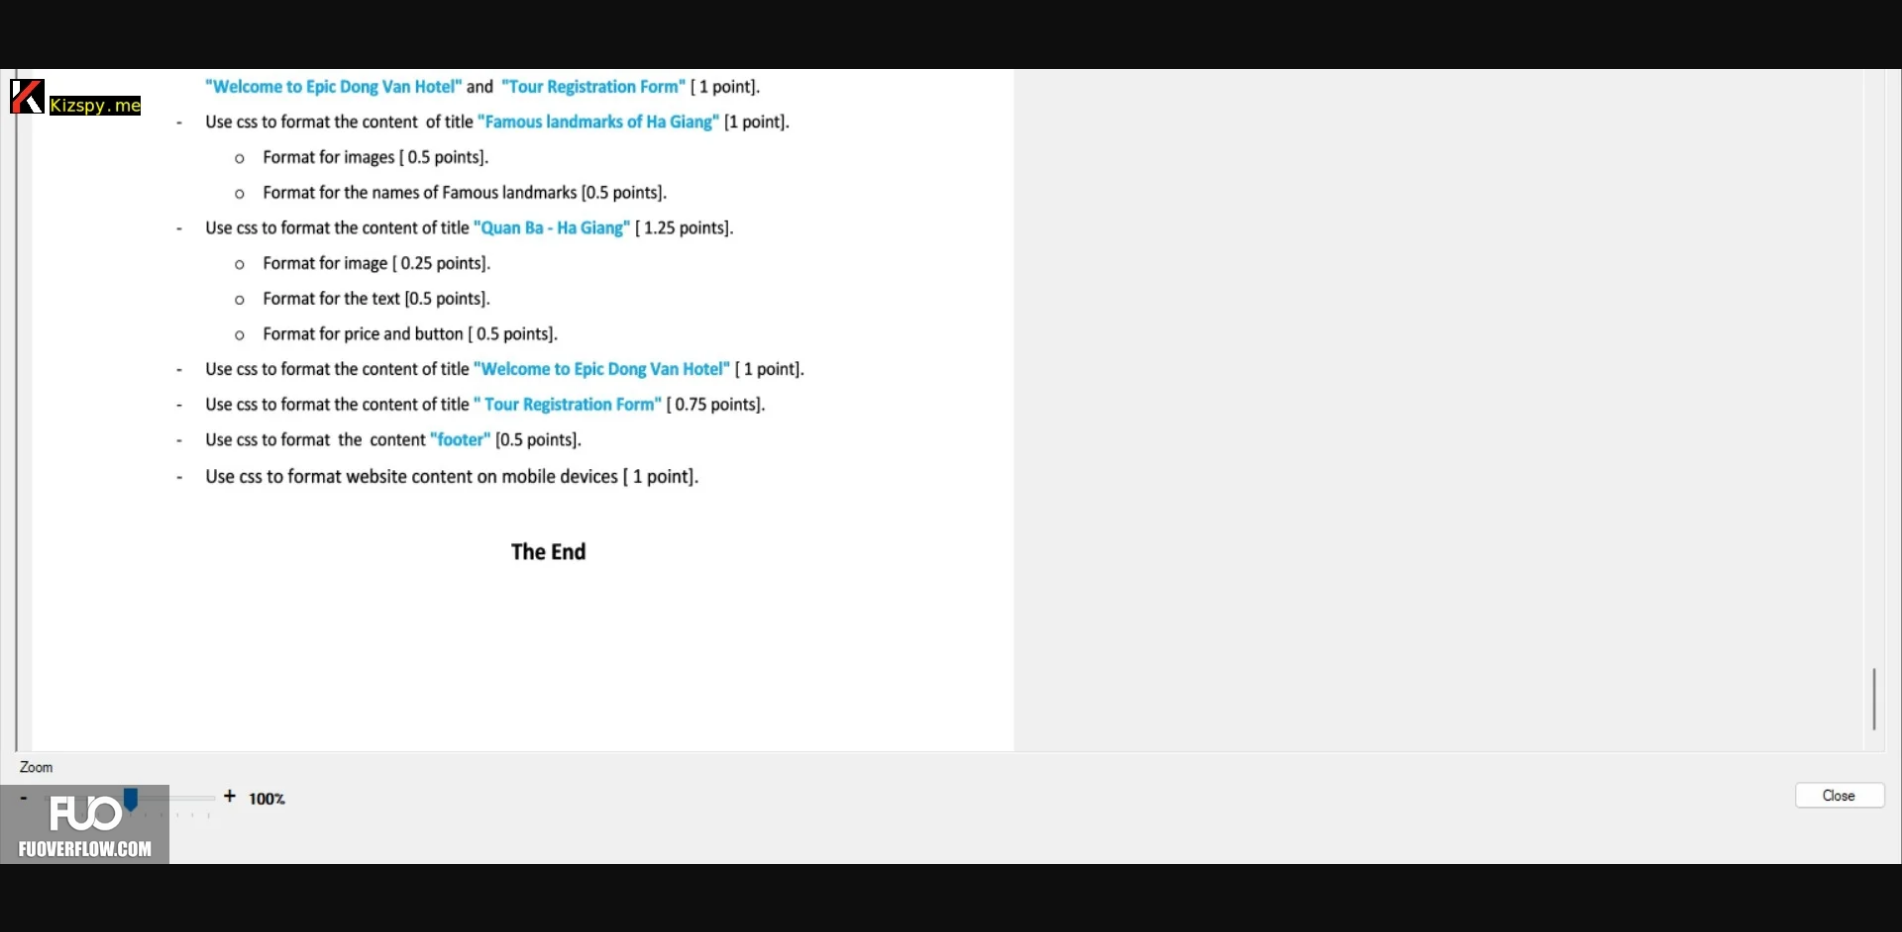 Kizspy.me
"Welcome to Epic Dong Van Hotel" and "Tour Registration Form" [ 1 point].
- Use css to format the content of title "Famous landmarks of Ha Giang" [1 point].
o Format for images [ 0.5 points].
o Format for the names of Famous landmarks [0.5 points].
- Use css to format the content of title "Quan Ba - Ha Giang" [ 1.25 points].
o Format for image [ 0.25 points].
o Format for the text [0.5 points].
o Format for price and button [ 0.5 points].
- Use css to format the content of title "Welcome to Epic Dong Van Hotel" [ 1 point].
- Use css to format the content of title " Tour Registration Form" [ 0.75 points].
- Use css to format the content "footer" [0.5 points].
- Use css to format website content on mobile devices [ 1 point].
The End
Zoom
- + 100%
Close
FUO
FUOVERFLOW.COM